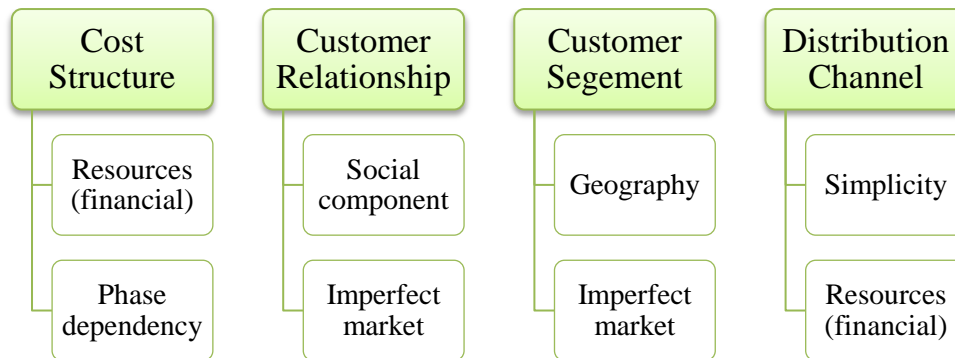 Cost
Structure
Resources
(financial)
Phase
dependency
Customer
Relationship
Social
component
Imperfect
market
Customer
Segement
Geography
Imperfect
market
Distribution
Channel
Simplicity
Resources
(financial)